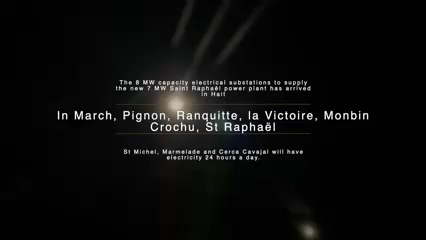 The 8 MW capacity electrical substations to supply
the new 7 MW Saint Raphaël power plant has arrived
in Hait
In March, Pignon, Ranquitte, la Victoire, Monbin
Crochu, St Raphaël
St Michel, Marmelade and Cerca Cavajal will have
electricity 24 hours a day.